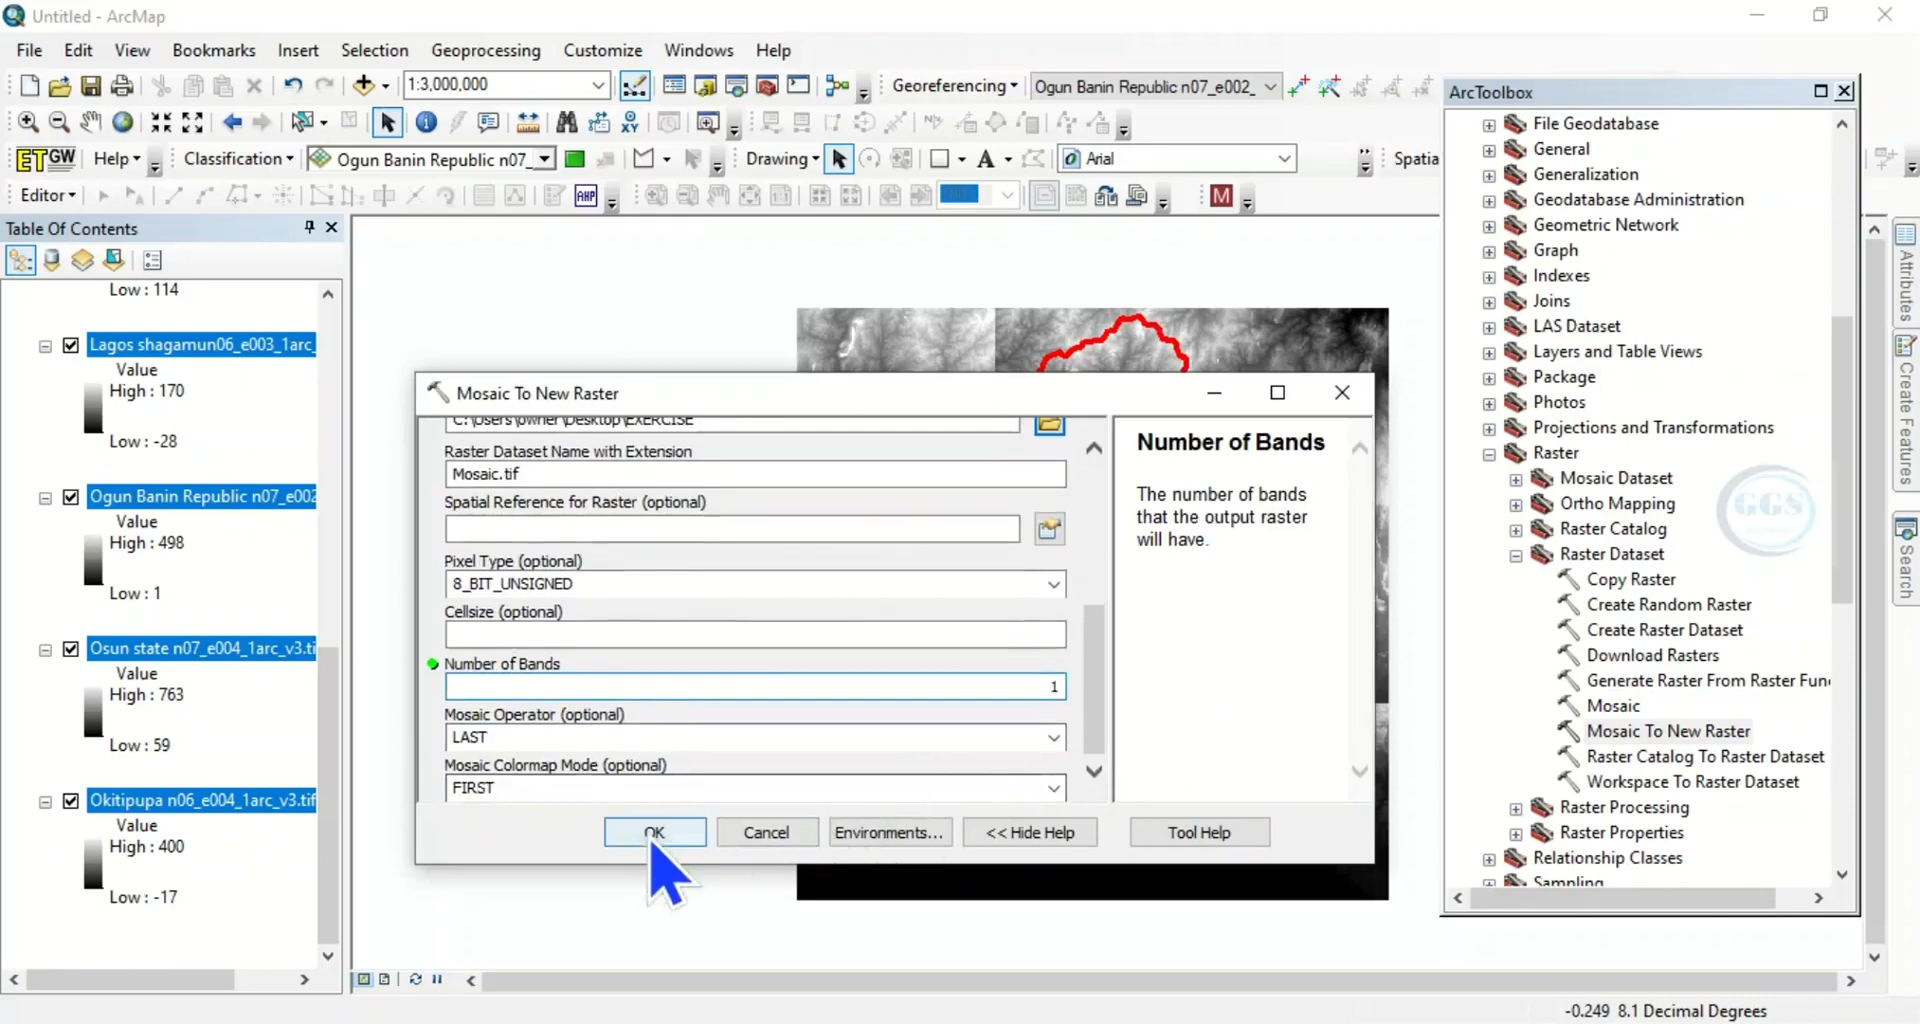 Untitled - ArcMap
File Edit View Bookmarks Insert Selection Geoprocessing Customize Windows Help
1:3,000,000
Georeferencing
Ogun Banin Republic n07_e002_
ETGW Help
Classification
Ogun Banin Republic n07_
Drawing
A
Arial
Spatia
Editor
AHP
M
Table Of Contents
Low : 114
Lagos shagamun06_e003_1arc_
Value
High : 170
Low : -28
Ogun Banin Republic n07_e002
Value
High : 498
Low : 1
Osun state n07_e004_1arc_v3.ti
Value
High : 763
Low : 59
Okitipupa n06_e004_1arc_v3.tif
Value
High : 400
Low : -17
Mosaic To New Raster
C:\Users\owner\Desktop\EXERCISE
Raster Dataset Name with Extension
Mosaic.tif
Spatial Reference for Raster (optional)
Pixel Type (optional)
8_BIT_UNSIGNED
Cellsize (optional)
Number of Bands
1
Mosaic Operator (optional)
LAST
Mosaic Colormap Mode (optional)
FIRST
Number of Bands
The number of bands
that the output raster
will have.
OK Cancel Environments... << Hide Help Tool Help
ArcToolbox
File Geodatabase
General
Generalization
Geodatabase Administration
Geometric Network
Graph
Indexes
Joins
LAS Dataset
Layers and Table Views
Package
Photos
Projections and Transformations
Raster
Mosaic Dataset
Ortho Mapping
Raster Catalog
Raster Dataset
Copy Raster
Create Random Raster
Create Raster Dataset
Download Rasters
Generate Raster From Raster Fun
Mosaic
Mosaic To New Raster
Raster Catalog To Raster Dataset
Workspace To Raster Dataset
Raster Processing
Raster Properties
Relationship Classes
Sampling
GGS
Attributes
Create Features
Search
-0.249 8.1 Decimal Degrees